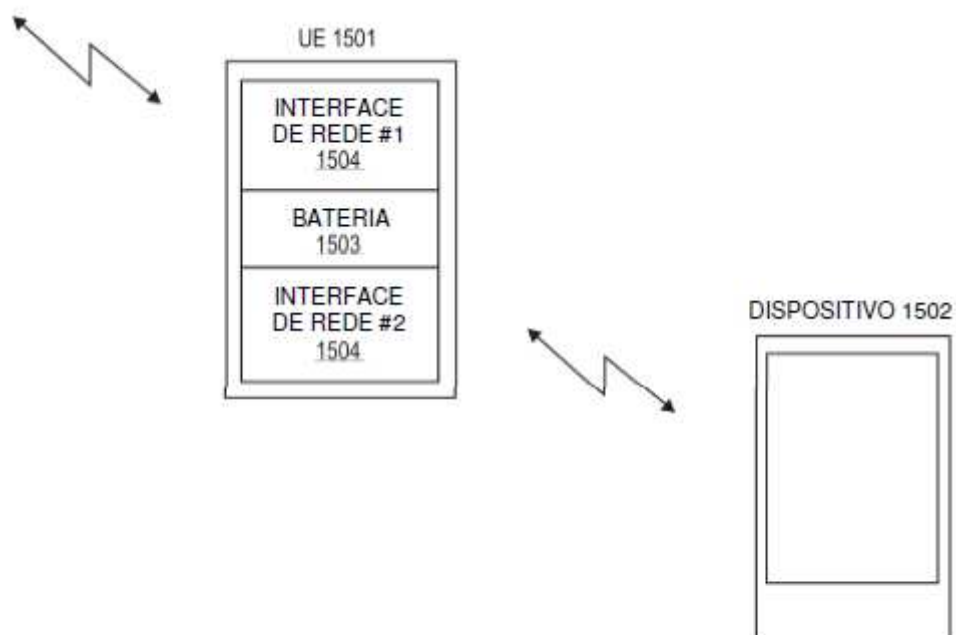 UE 1501
INTERFACE
DE REDE #1
1504
BATERIA
1503
INTERFACE
DE REDE #2
1504
DISPOSITIVO 1502